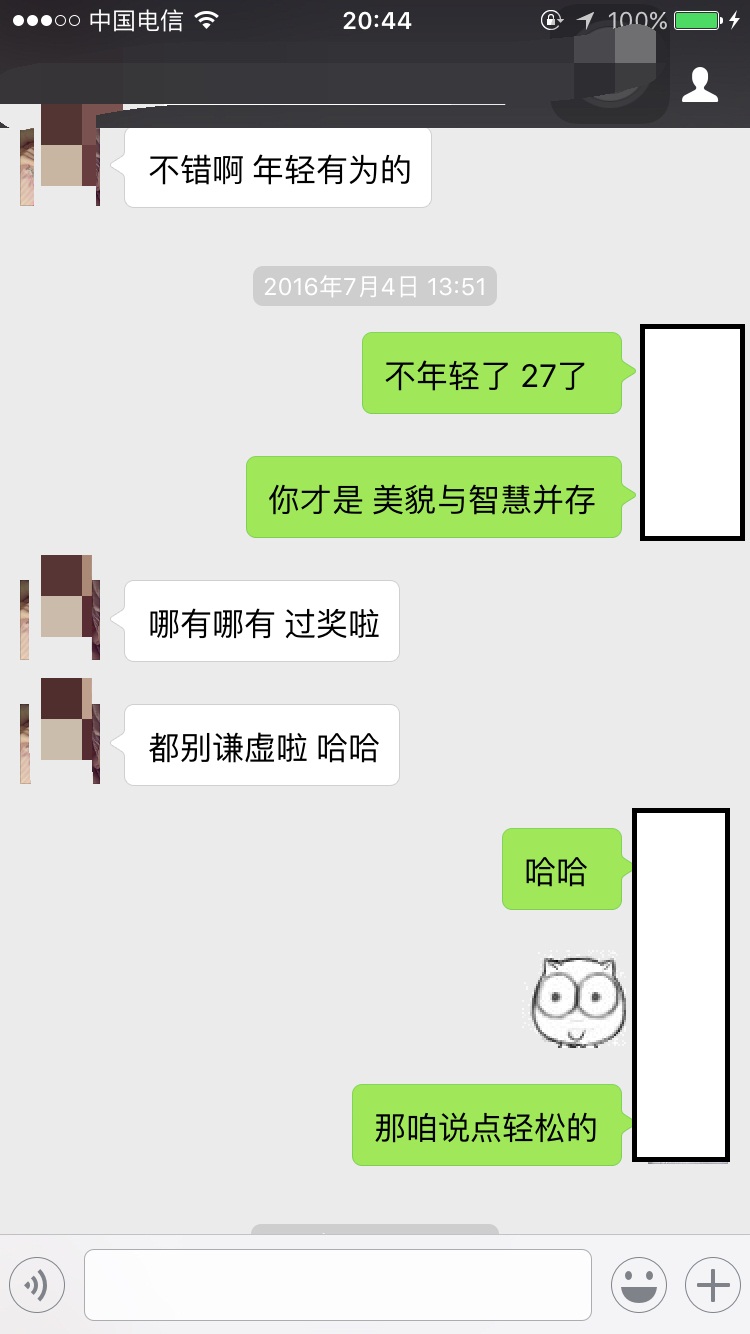 中国电信 20:44 100%
不错啊 年轻有为的
2016年7月4日 13:51
不年轻了 27了
你才是 美貌与智慧并存
哪有哪有 过奖啦
都别谦虚啦 哈哈
哈哈
那咱说点轻松的